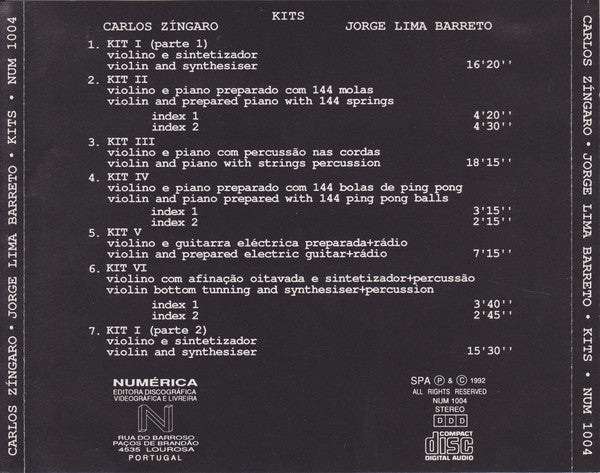 KITS
CARLOS ZÍNGARO JORGE LIMA BARRETO
1. KIT I (parte 1)
violino e sintetizador
violin and synthesiser 16'20''
2. KIT II
violino e piano preparado com 144 molas
violin and prepared piano with 144 springs
index 1 4'20''
index 2 4'30''
3. KIT III
violino e piano com percussão nas cordas
violin and piano with strings percussion 18'15''
4. KIT IV
violino e piano preparado com 144 bolas de ping pong
violin and piano prepared with 144 ping pong balls
index 1 3'15''
index 2 2'15''
5. KIT V
violino e guitarra eléctrica preparada+rádio
violin and prepared electric guitar+rádio 7'15''
6. KIT VI
violino com afinação oitavada e sintetizador+percussão
violin bottom tunning and synthesiser+percussion
index 1 3'40''
index 2 2'45''
7. KIT I (parte 2)
violino e sintetizador
violin and synthesiser 15'30''
NUMÉRICA
EDITORA DISCOGRÁFICA
VIDEOGRÁFICA E LIVREIRA
N
RUA DO BARROSO
PAÇOS DE BRANDÃO
4535 LOUROSA
PORTUGAL
SPA Ⓟ & © 1992
ALL RIGHTS RESERVED
NUM 1004
STEREO
DDD
COMPACT
disc
DIGITAL AUDIO
CARLOS ZÍNGARO • JORGE LIMA BARRETO • KITS • NUM 1004
CARLOS ZÍNGARO • JORGE LIMA BARRETO • KITS • NUM 1004